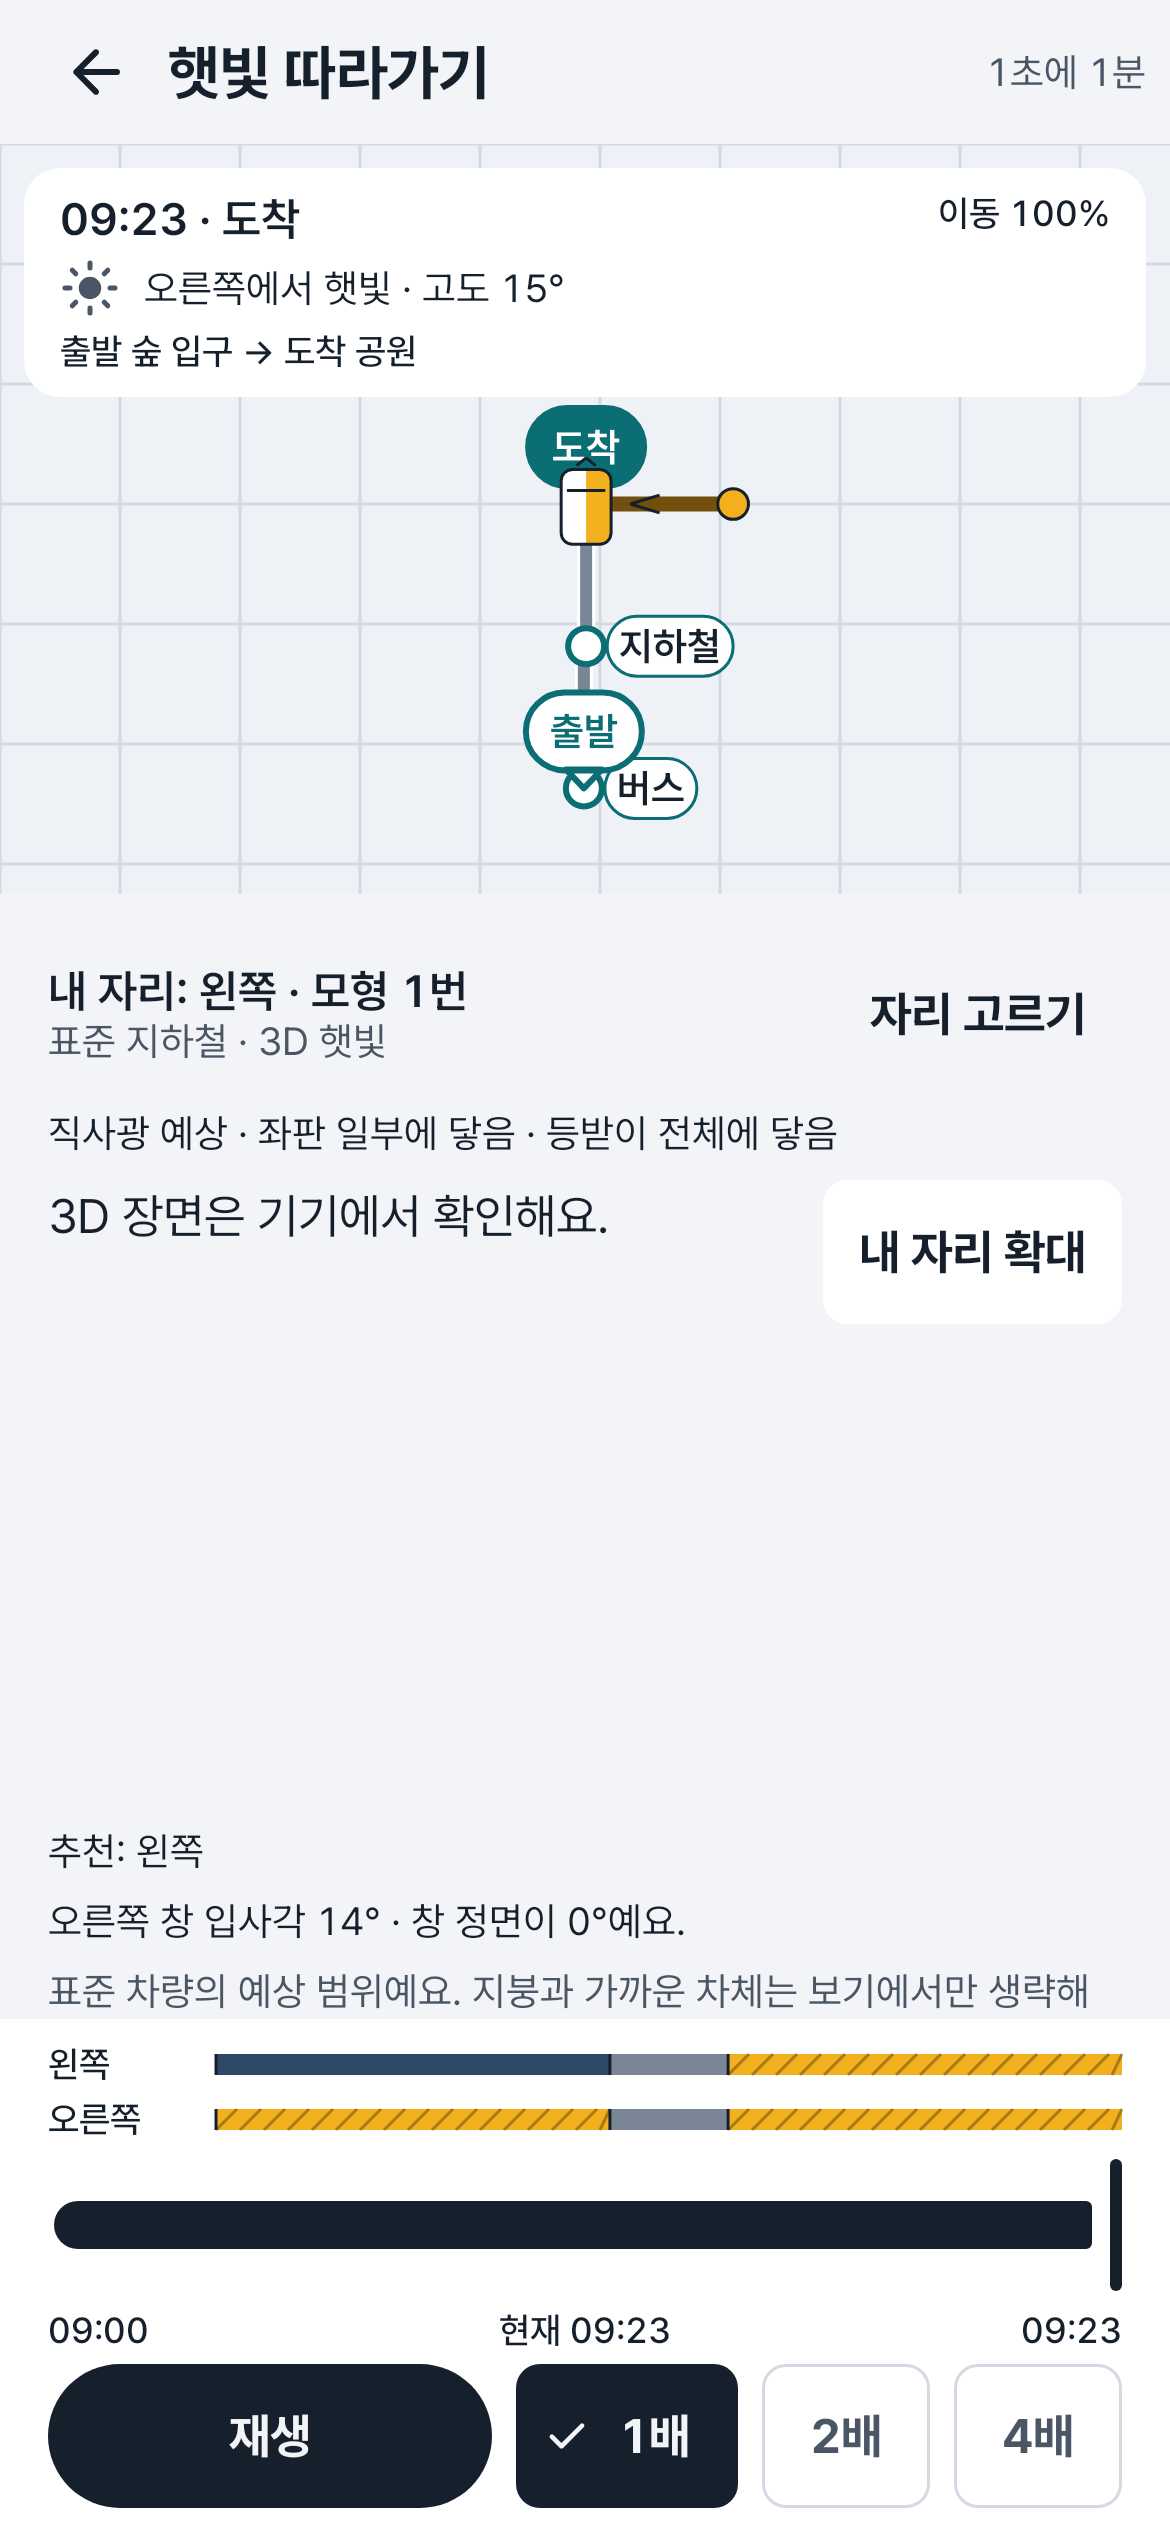 햇빛 따라가기
1초에 1분
09:23 · 도착
이동 100%
오른쪽에서 햇빛 · 고도 15°
출발 숲 입구 → 도착 공원
도착
지하철
출발
버스
내 자리: 왼쪽 · 모형 1번
자리 고르기
표준 지하철 · 3D 햇빛
직사광 예상 · 좌판 일부에 닿음 · 등받이 전체에 닿음
3D 장면은 기기에서 확인해요.
내 자리 확대
추천: 왼쪽
오른쪽 창 입사각 14° · 창 정면이 0°예요.
표준 차량의 예상 범위예요. 지붕과 가까운 차체는 보기에서만 생략해
왼쪽
오른쪽
09:00
현재 09:23
09:23
재생
1배
2배
4배